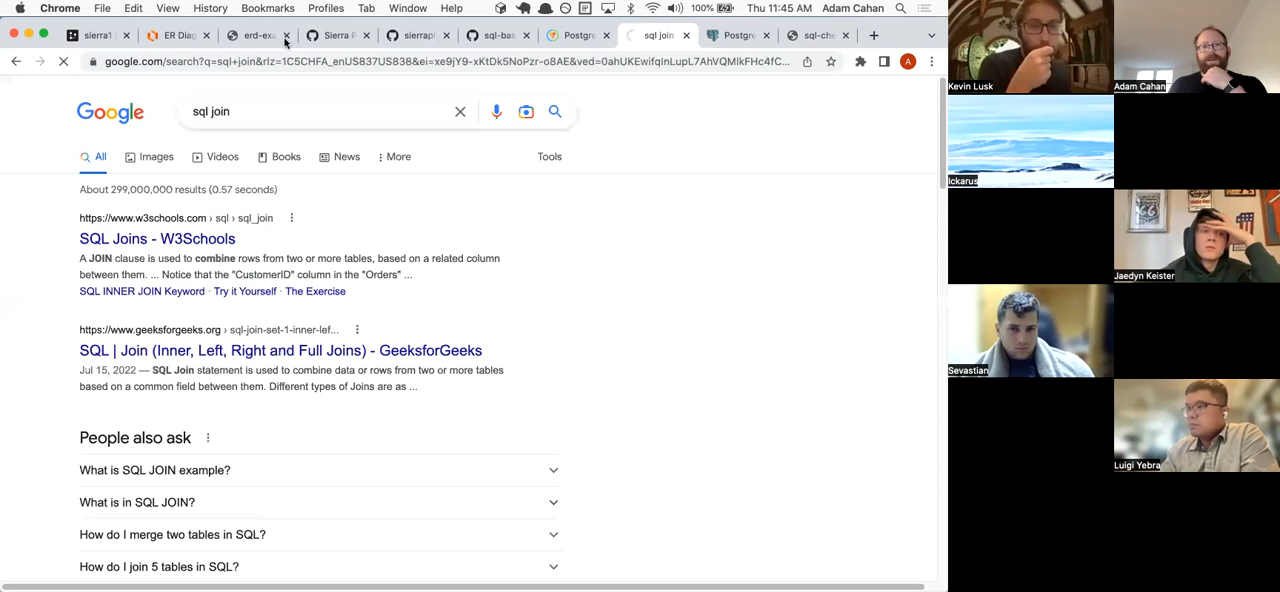 Chrome File Edit View History Bookmarks Profiles Tab Window Help 100% Thu 11:45 AM Adam Cahan
sierra1 ER Diag erd-exa Sierra P sierrapl sql-bas Postgre sql join Postgre sql-che
google.com/search?q=sql+join&rlz=1C5CHFA_enUS837US838&ei=xe9jY9-xKtDk5NoPzr-o8AE&ved=0ahUKEwifqInLupL7AhVQMlkFHc4fC... A
Google sql join
All Images Videos Books News More Tools
About 299,000,000 results (0.57 seconds)
https://www.w3schools.com › sql › sql_join
SQL Joins - W3Schools
A JOIN clause is used to combine rows from two or more tables, based on a related column
between them. ... Notice that the "CustomerID" column in the "Orders" ...
SQL INNER JOIN Keyword · Try it Yourself · The Exercise
https://www.geeksforgeeks.org › sql-join-set-1-inner-lef...
SQL | Join (Inner, Left, Right and Full Joins) - GeeksforGeeks
Jul 15, 2022 — SQL Join statement is used to combine data or rows from two or more tables
based on a common field between them. Different types of Joins are as ...
People also ask
What is SQL JOIN example?
What is in SQL JOIN?
How do I merge two tables in SQL?
How do I join 5 tables in SQL?
Kevin Lusk
Adam Cahan
Ickarus
Jaedyn Keister
Sevastian
Luigi Yebra
66